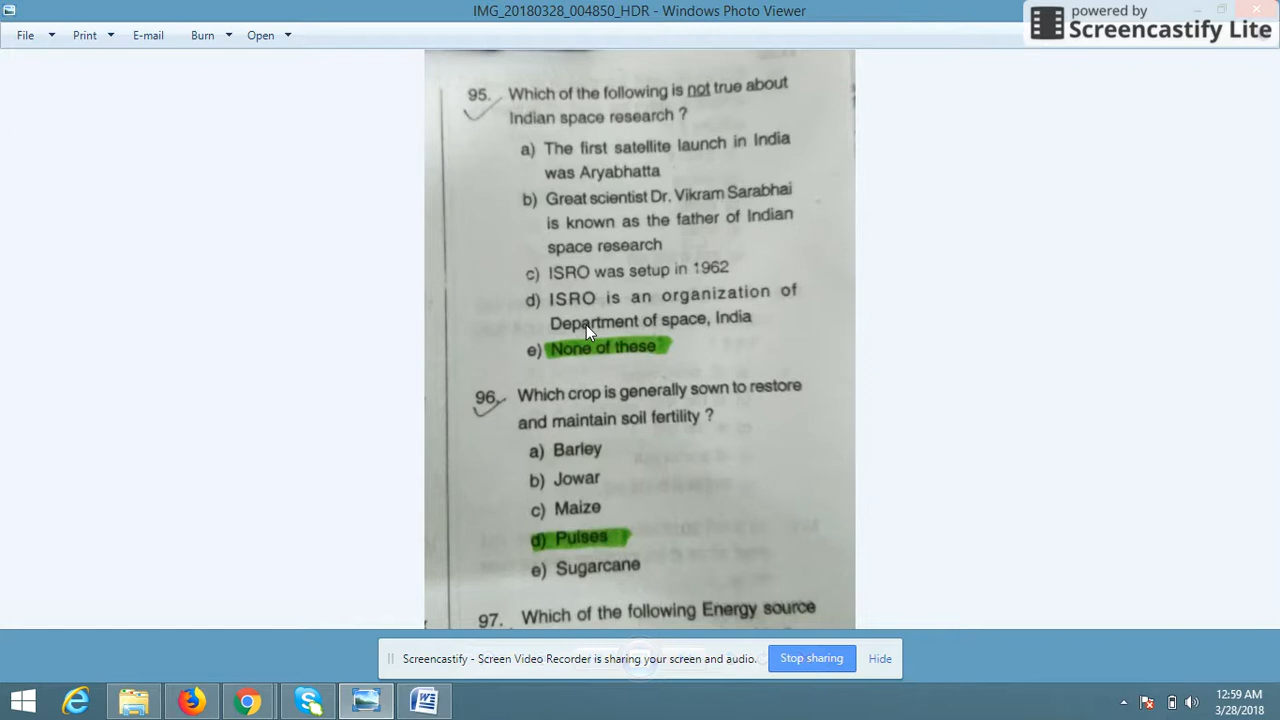 IMG_20180328_004850_HDR - Windows Photo Viewer
powered by
Screencastify Lite
File Print E-mail Burn Open
95. Which of the following is not true about
Indian space research ?
a) The first satellite launch in India
was Aryabhatta
b) Great scientist Dr. Vikram Sarabhai
is known as the father of Indian
space research
c) ISRO was setup in 1962
d) ISRO is an organization of
Department of space, India
e) None of these
96. Which crop is generally sown to restore
and maintain soil fertility ?
a) Barley
b) Jowar
c) Maize
d) Pulses
e) Sugarcane
97. Which of the following Energy source
Screencastify - Screen Video Recorder is sharing your screen and audio. Stop sharing Hide
12:59 AM
3/28/2018